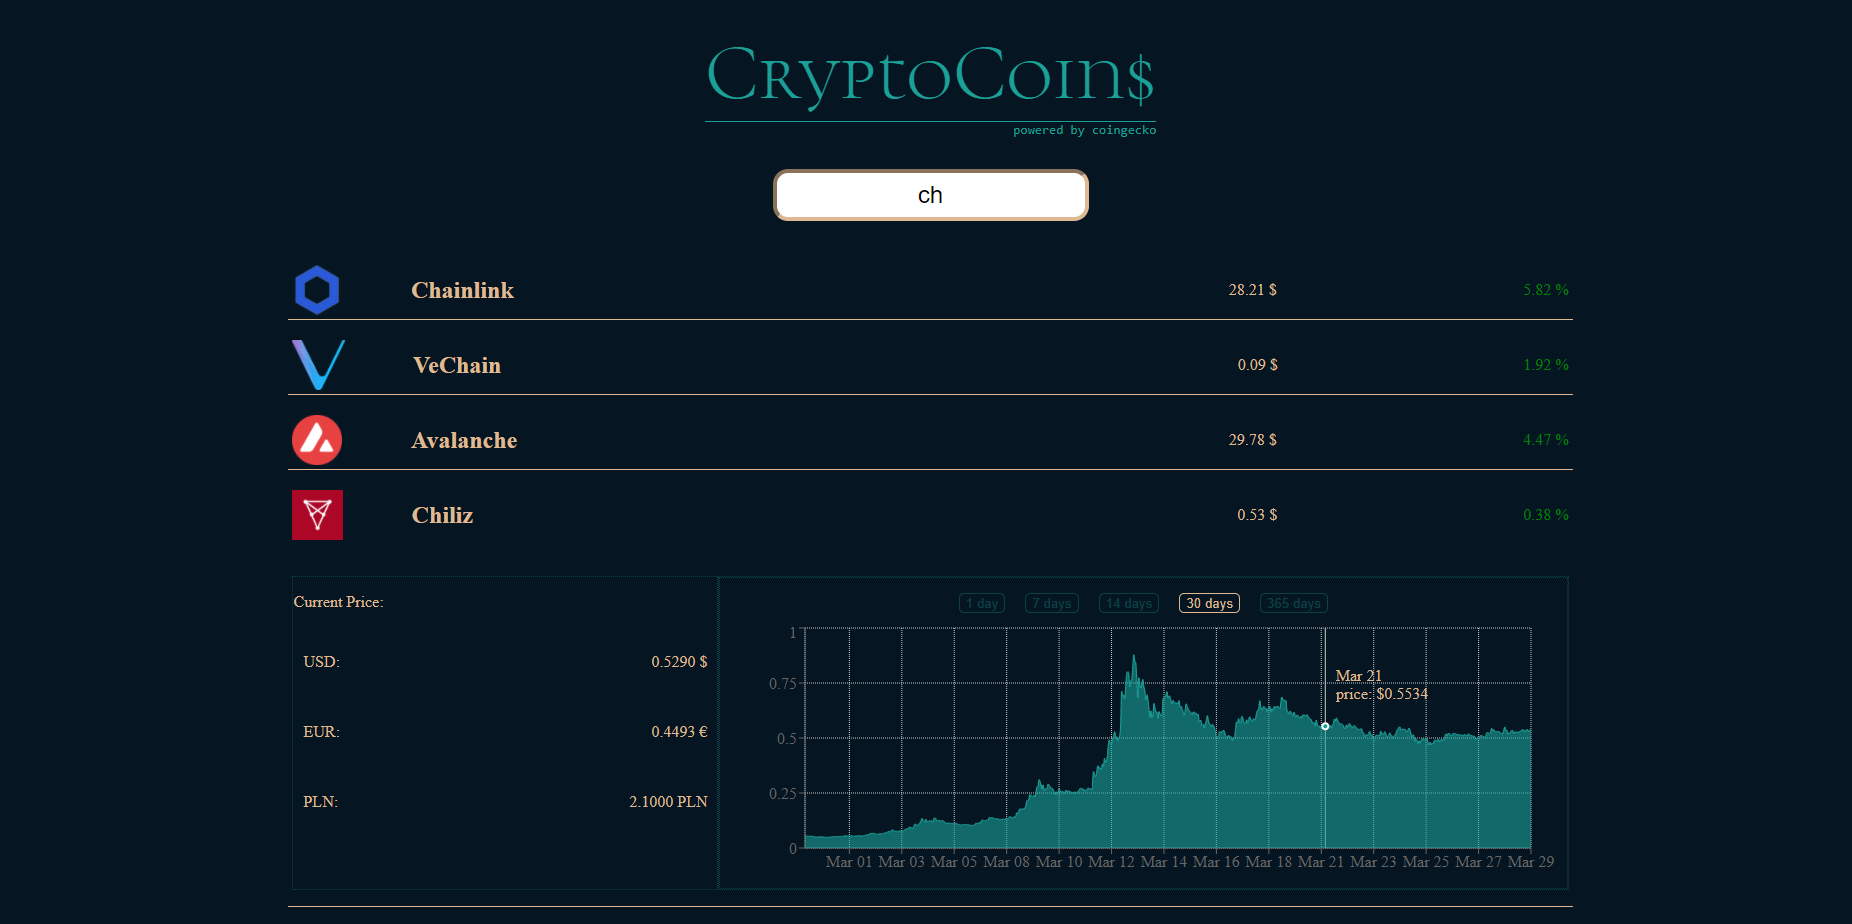 CryptoCoin$
powered by coingecko
ch
Chainlink 28.21 $ 5.82 %
VeChain 0.09 $ 1.92 %
Avalanche 29.78 $ 4.47 %
Chiliz 0.53 $ 0.38 %
Current Price:
USD: 0.5290 $
EUR: 0.4493 €
PLN: 2.1000 PLN
1 day 7 days 14 days 30 days 365 days
1
0.75
0.5
0.25
0
Mar 21
price: $0.5534
Mar 01 Mar 03 Mar 05 Mar 08 Mar 10 Mar 12 Mar 14 Mar 16 Mar 18 Mar 21 Mar 23 Mar 25 Mar 27 Mar 29